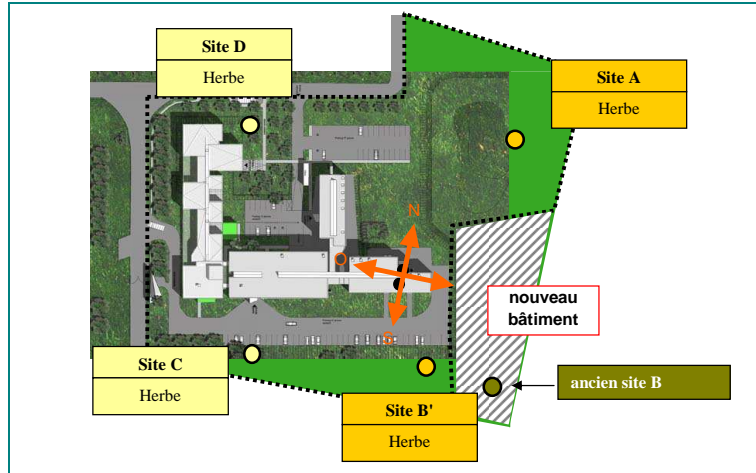 Site D
Herbe
Site A
Herbe
N
O
S
nouveau
bâtiment
Site C
Herbe
Site B'
Herbe
ancien site B